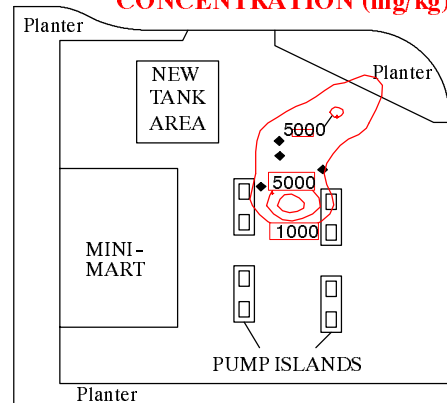 CONCENTRATION (mg/kg)
Planter
Planter
NEW
TANK
AREA
5000
5000
1000
MINI-
MART
PUMP ISLANDS
Planter